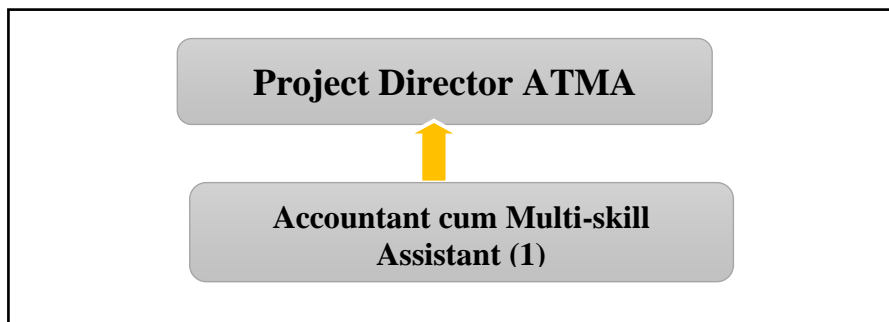 Project Director ATMA
Accountant cum Multi-skill
Assistant (1)